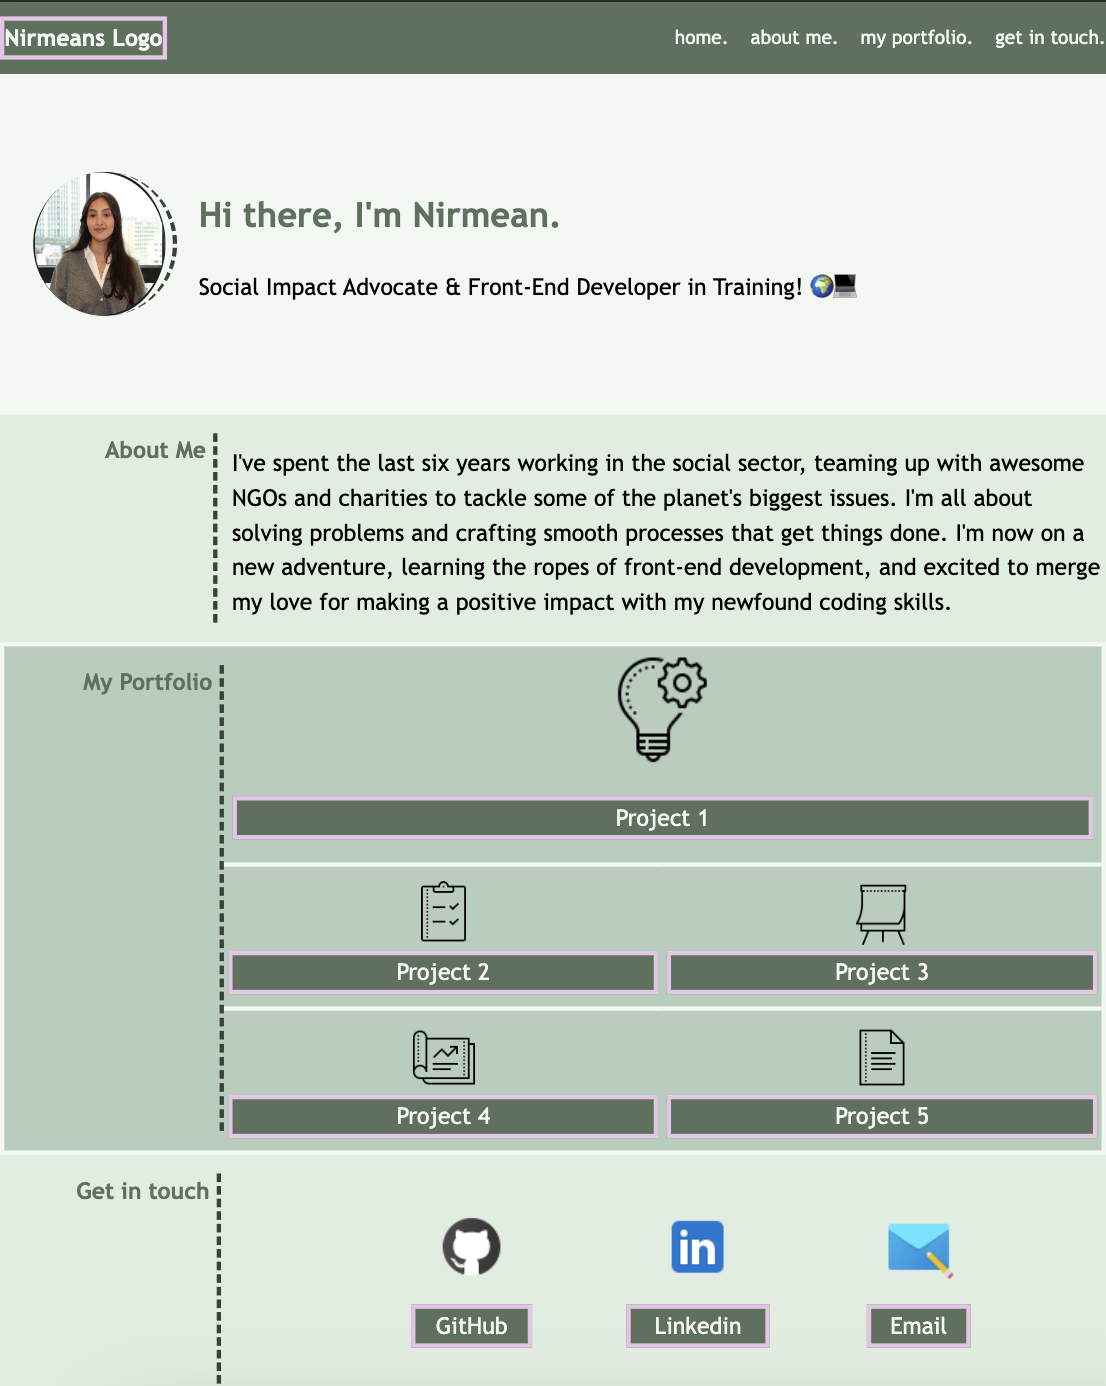 Nirmeans Logo
home. about me. my portfolio. get in touch.
Hi there, I'm Nirmean.
Social Impact Advocate & Front-End Developer in Training! 🌍💻
About Me
I've spent the last six years working in the social sector, teaming up with awesome
NGOs and charities to tackle some of the planet's biggest issues. I'm all about
solving problems and crafting smooth processes that get things done. I'm now on a
new adventure, learning the ropes of front-end development, and excited to merge
my love for making a positive impact with my newfound coding skills.
My Portfolio
Project 1
Project 2
Project 3
Project 4
Project 5
Get in touch
in
GitHub
Linkedin
Email